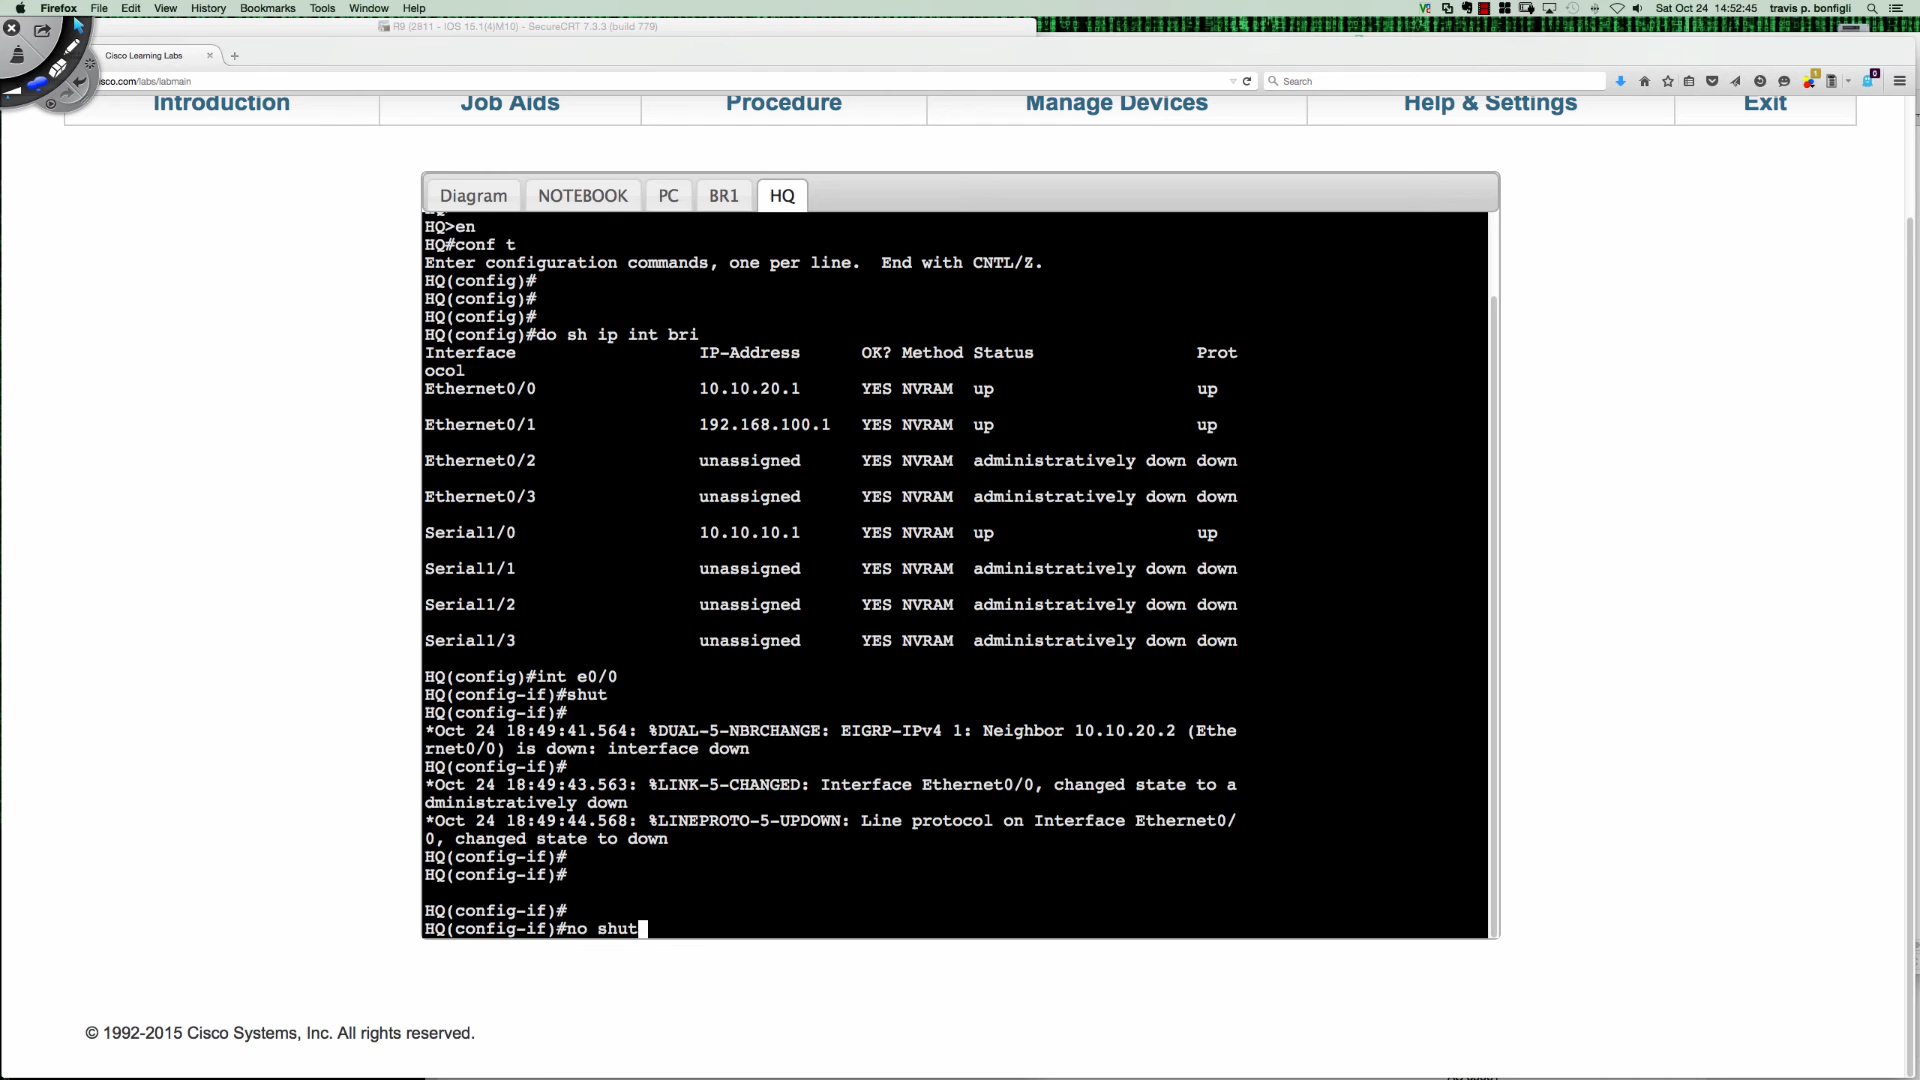 Firefox File Edit View History Bookmarks Tools Window Help Sat Oct 24 14:52:45 travis p. bonfigli
R9 (2811 - IOS 15.1(4)M10) - SecureCRT 7.3.3 (build 779)
Cisco Learning Labs
isco.com/labs/labmain Search 1 0
Introduction Job Aids Procedure Manage Devices Help & Settings Exit
Diagram NOTEBOOK PC BR1 HQ
HQ>en
HQ#conf t
Enter configuration commands, one per line.  End with CNTL/Z.
HQ(config)#
HQ(config)#
HQ(config)#
HQ(config)#do sh ip int bri
Interface                  IP-Address      OK? Method Status                Prot
ocol
Ethernet0/0                10.10.20.1      YES NVRAM  up                    up
Ethernet0/1                192.168.100.1   YES NVRAM  up                    up
Ethernet0/2                unassigned      YES NVRAM  administratively down down
Ethernet0/3                unassigned      YES NVRAM  administratively down down
Serial1/0                  10.10.10.1      YES NVRAM  up                    up
Serial1/1                  unassigned      YES NVRAM  administratively down down
Serial1/2                  unassigned      YES NVRAM  administratively down down
Serial1/3                  unassigned      YES NVRAM  administratively down down
HQ(config)#int e0/0
HQ(config-if)#shut
HQ(config-if)#
*Oct 24 18:49:41.564: %DUAL-5-NBRCHANGE: EIGRP-IPv4 1: Neighbor 10.10.20.2 (Ethe
rnet0/0) is down: interface down
HQ(config-if)#
*Oct 24 18:49:43.563: %LINK-5-CHANGED: Interface Ethernet0/0, changed state to a
dministratively down
*Oct 24 18:49:44.568: %LINEPROTO-5-UPDOWN: Line protocol on Interface Ethernet0/
0, changed state to down
HQ(config-if)#
HQ(config-if)#
HQ(config-if)#
HQ(config-if)#no shut
© 1992-2015 Cisco Systems, Inc. All rights reserved.